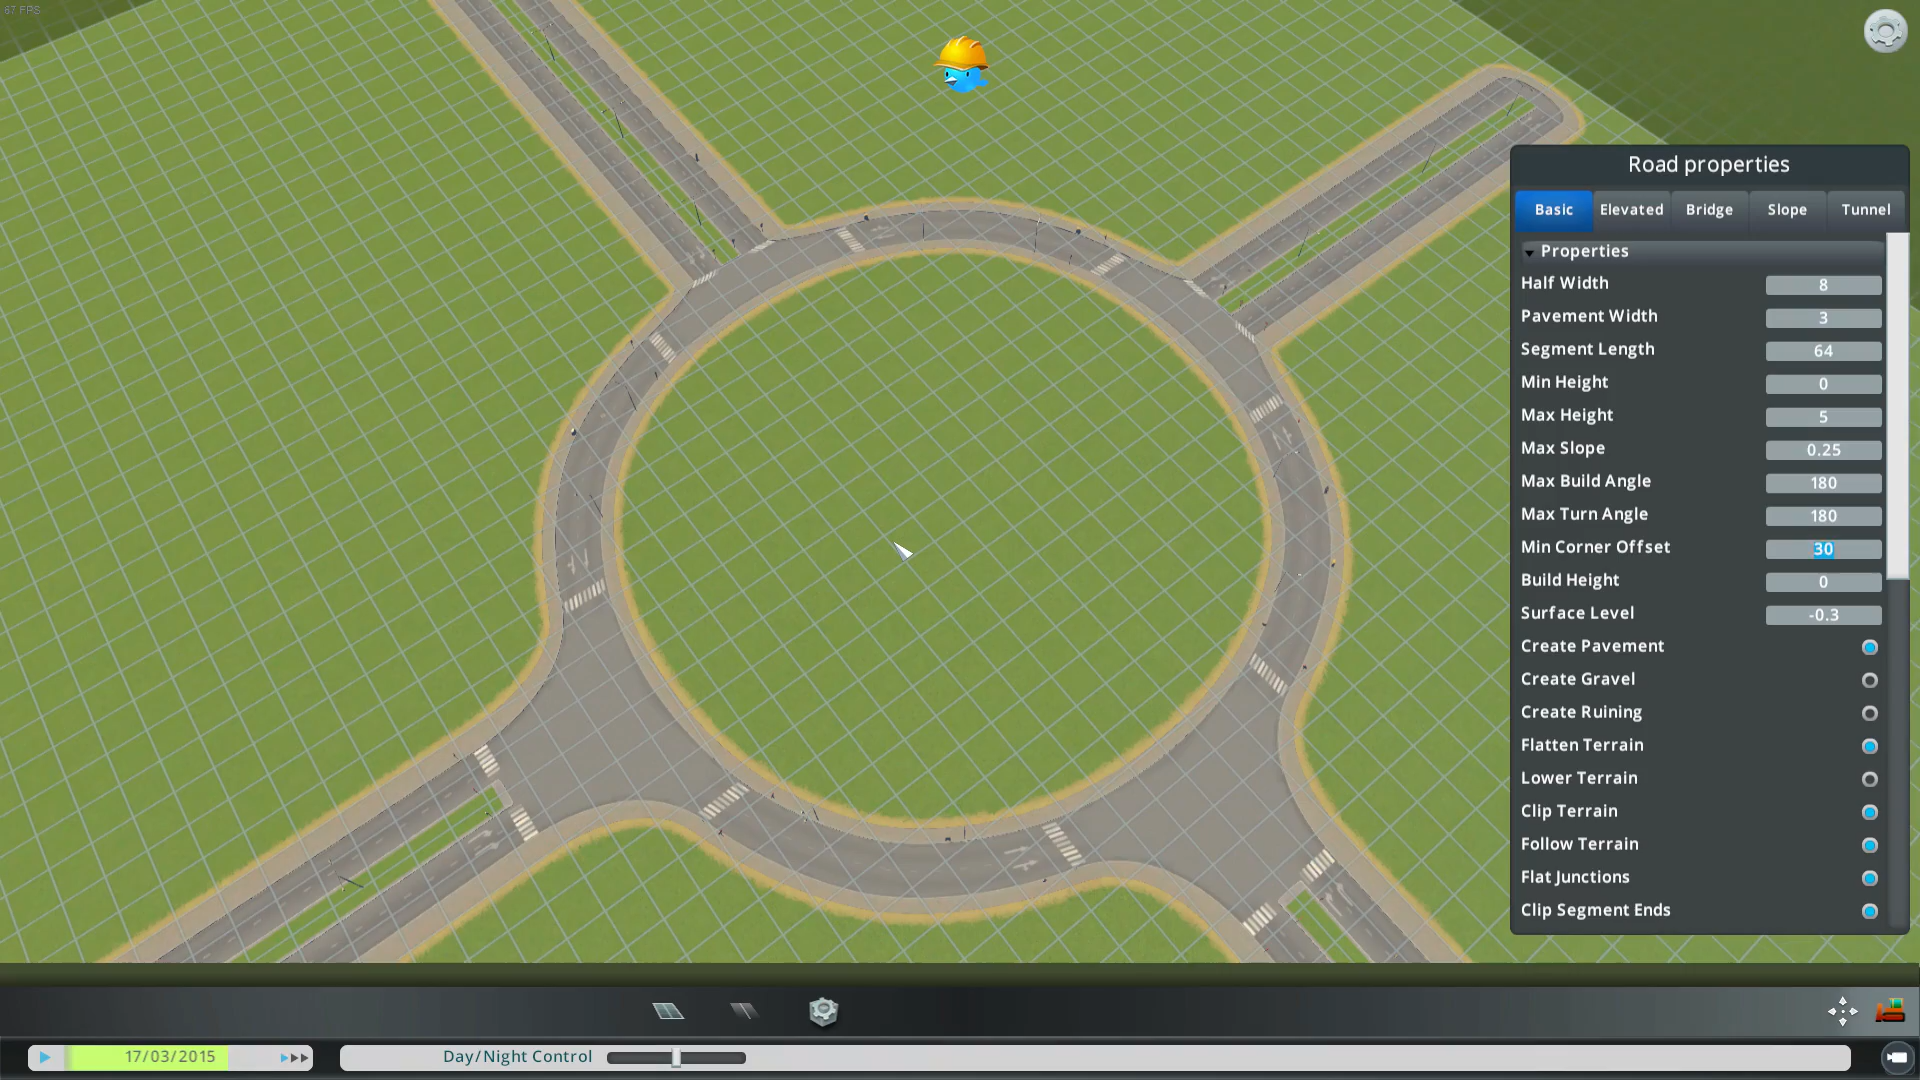 67 FPS
Road properties
Basic Elevated Bridge Slope Tunnel
Properties
Half Width 8
Pavement Width 3
Segment Length 64
Min Height 0
Max Height 5
Max Slope 0.25
Max Build Angle 180
Max Turn Angle 180
Min Corner Offset 30
Build Height 0
Surface Level -0.3
Create Pavement
Create Gravel
Create Ruining
Flatten Terrain
Lower Terrain
Clip Terrain
Follow Terrain
Flat Junctions
Clip Segment Ends
17/03/2015
Day/Night Control